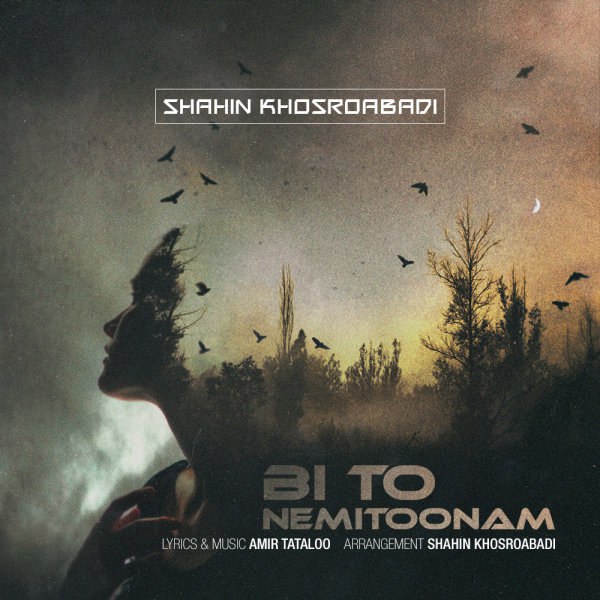 SHAHIN KHOSROABADI
BI TO
NEMITOONAM
LYRICS & MUSIC AMIR TATALOO ARRANGEMENT SHAHIN KHOSROABADI